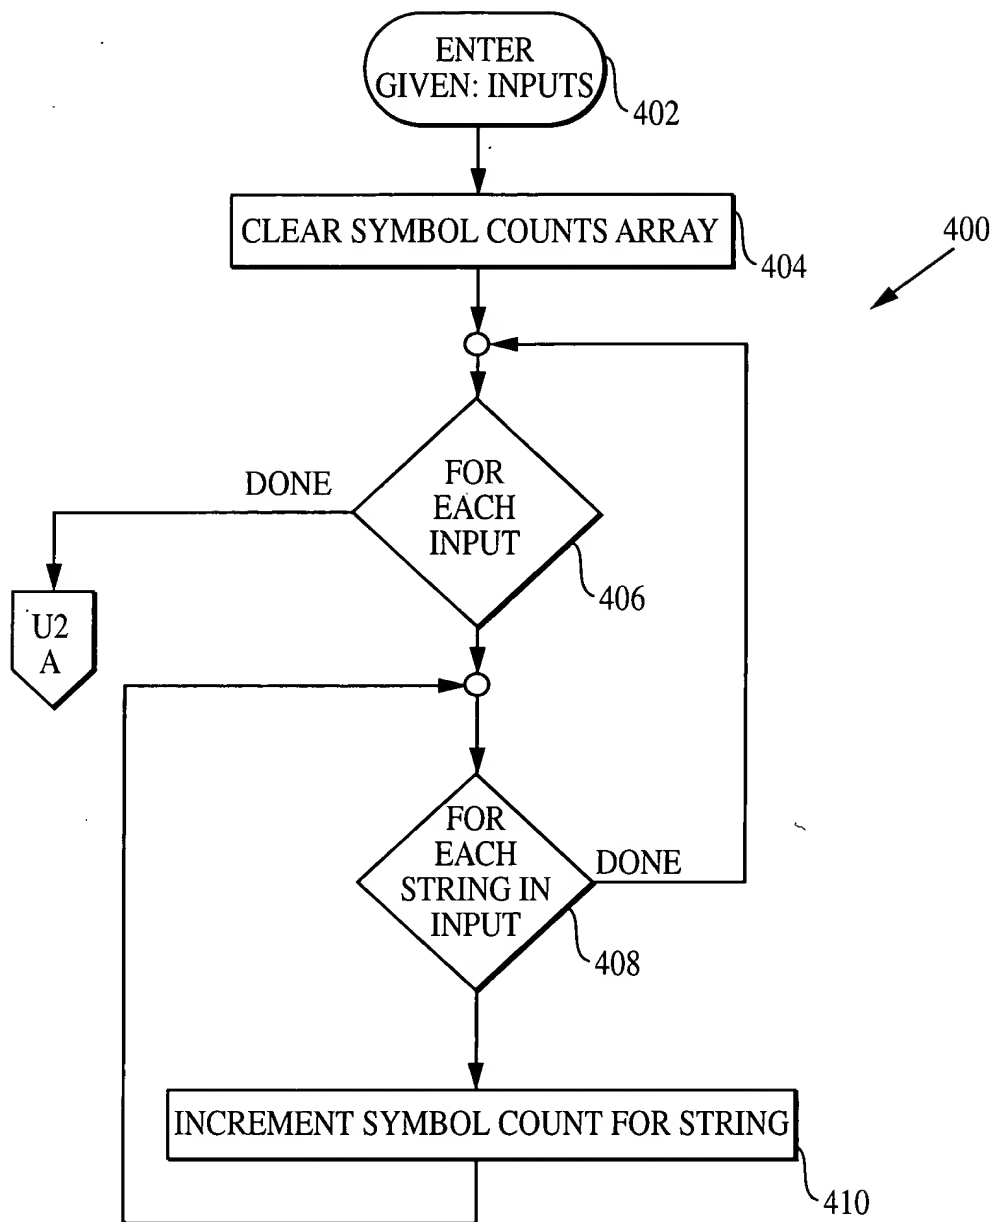 ENTER
GIVEN: INPUTS
402
CLEAR SYMBOL COUNTS ARRAY
404
400
FOR
EACH
INPUT
DONE
406
U2
A
FOR
EACH
STRING IN
INPUT
DONE
408
INCREMENT SYMBOL COUNT FOR STRING
410